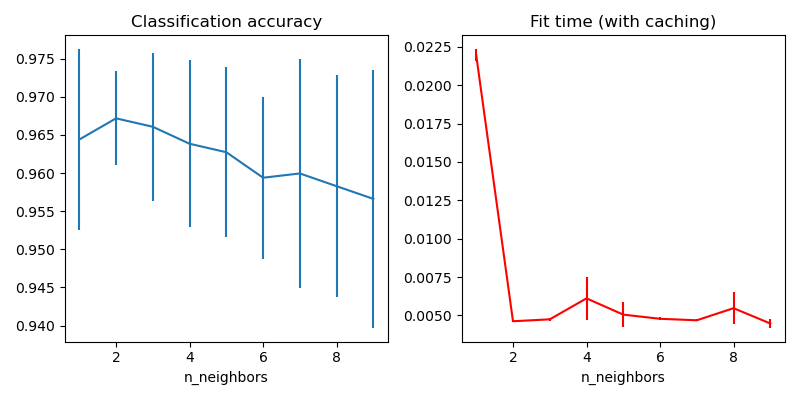 Classification accuracy
0.975
0.970
0.965
0.960
0.955
0.950
0.945
0.940
2 4 6 8
n_neighbors
Fit time (with caching)
0.0225
0.0200
0.0175
0.0150
0.0125
0.0100
0.0075
0.0050
2 4 6 8
n_neighbors